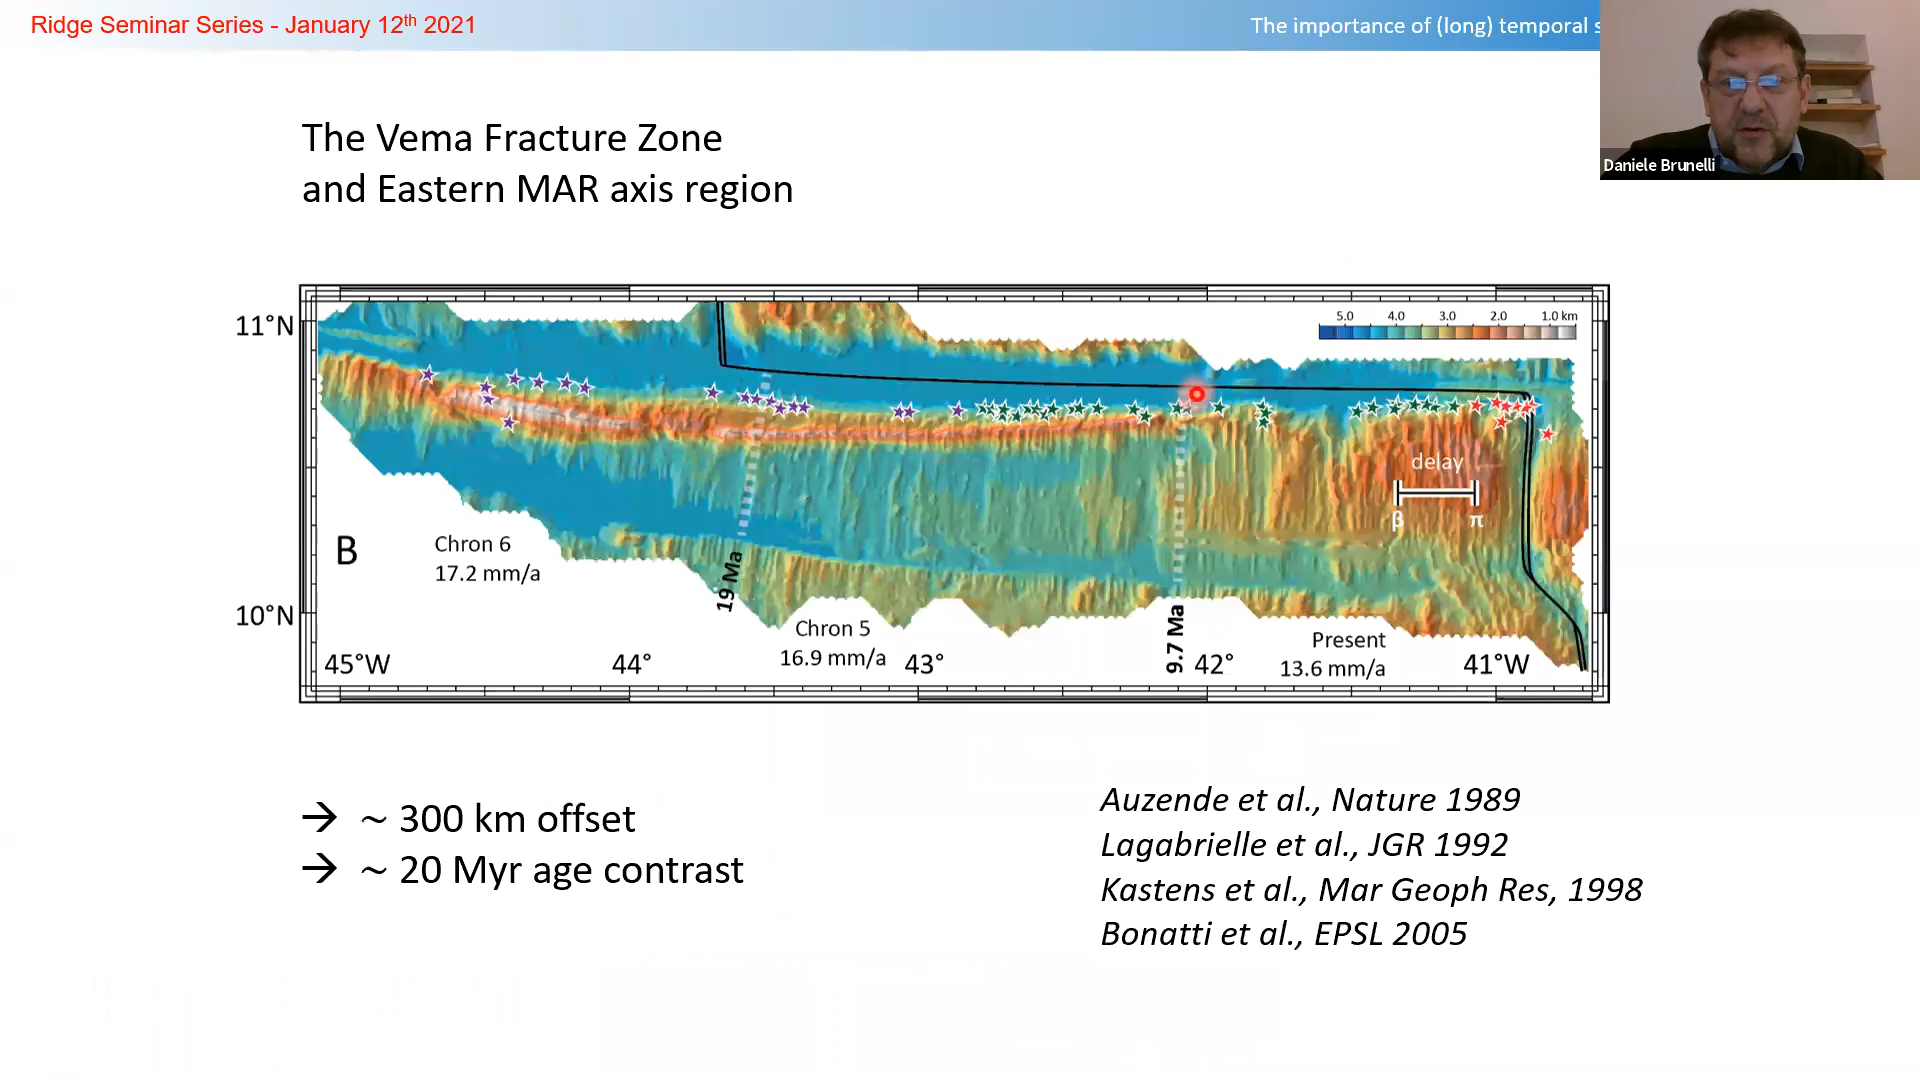 Ridge Seminar Series - January 12th 2021
The importance of (long) temporal s
Daniele Brunelli
The Vema Fracture Zone
and Eastern MAR axis region
11°N
5.0 4.0 3.0 2.0 1.0 km
delay
β π
B
Chron 6
17.2 mm/a
19 Ma
10°N
Chron 5
16.9 mm/a
9.7 Ma
Present
13.6 mm/a
45°W 44° 43° 42° 41°W
→ ~ 300 km offset
→ ~ 20 Myr age contrast
Auzende et al., Nature 1989
Lagabrielle et al., JGR 1992
Kastens et al., Mar Geoph Res, 1998
Bonatti et al., EPSL 2005